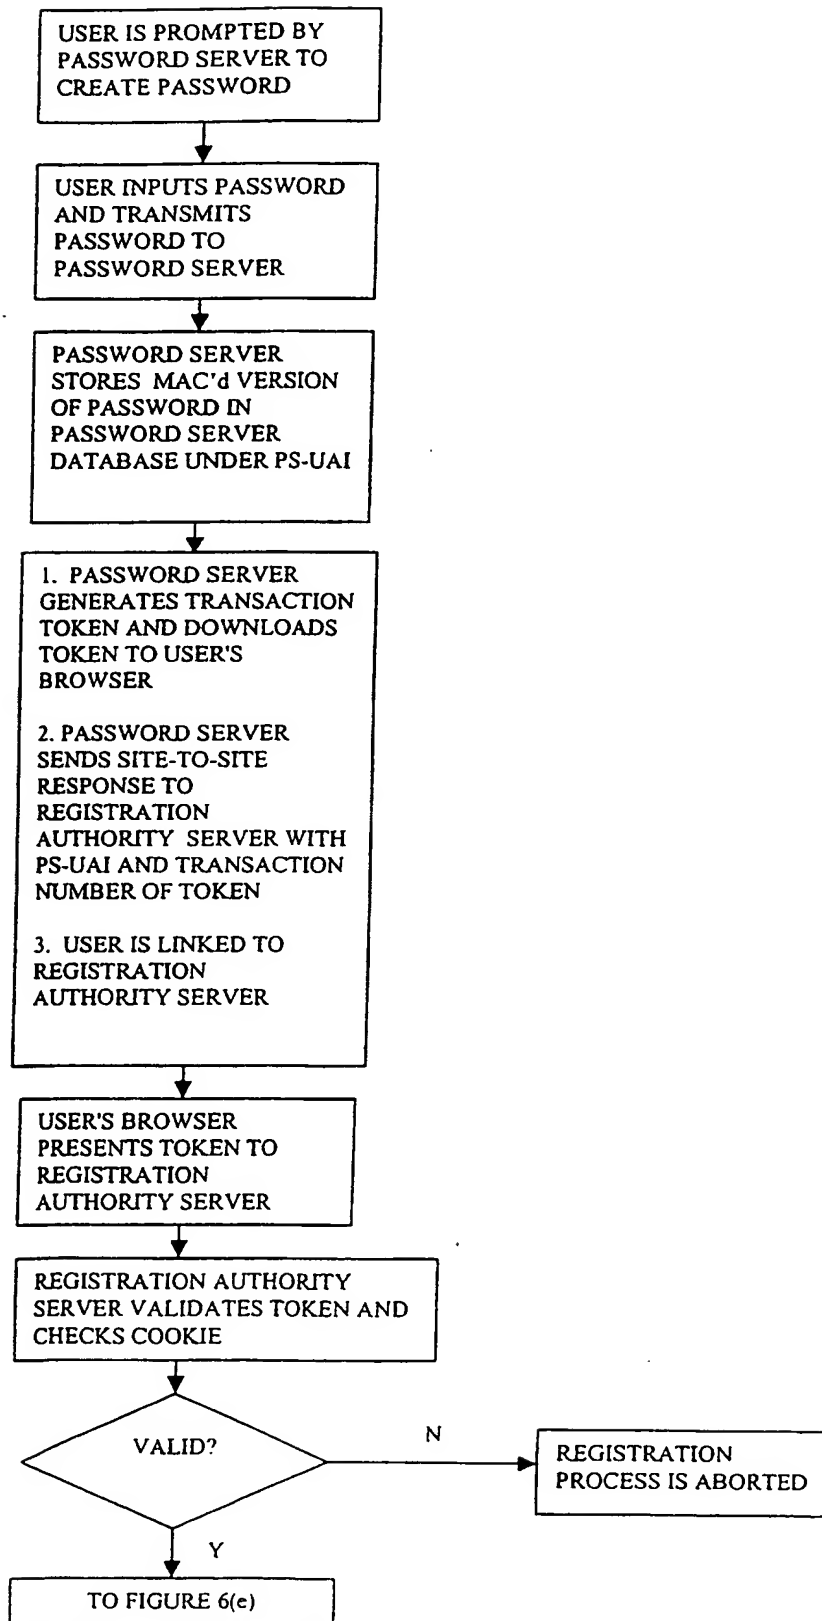 USER IS PROMPTED BY
PASSWORD SERVER TO
CREATE PASSWORD
USER INPUTS PASSWORD
AND TRANSMITS
PASSWORD TO
PASSWORD SERVER
PASSWORD SERVER
STORES MAC'd VERSION
OF PASSWORD IN
PASSWORD SERVER
DATABASE UNDER PS-UAI
1. PASSWORD SERVER
GENERATES TRANSACTION
TOKEN AND DOWNLOADS
TOKEN TO USER'S
BROWSER
2. PASSWORD SERVER
SENDS SITE-TO-SITE
RESPONSE TO
REGISTRATION
AUTHORITY SERVER WITH
PS-UAI AND TRANSACTION
NUMBER OF TOKEN
3. USER IS LINKED TO
REGISTRATION
AUTHORITY SERVER
USER'S BROWSER
PRESENTS TOKEN TO
REGISTRATION
AUTHORITY SERVER
REGISTRATION AUTHORITY
SERVER VALIDATES TOKEN AND
CHECKS COOKIE
VALID?
N
REGISTRATION
PROCESS IS ABORTED
Y
TO FIGURE 6(e)